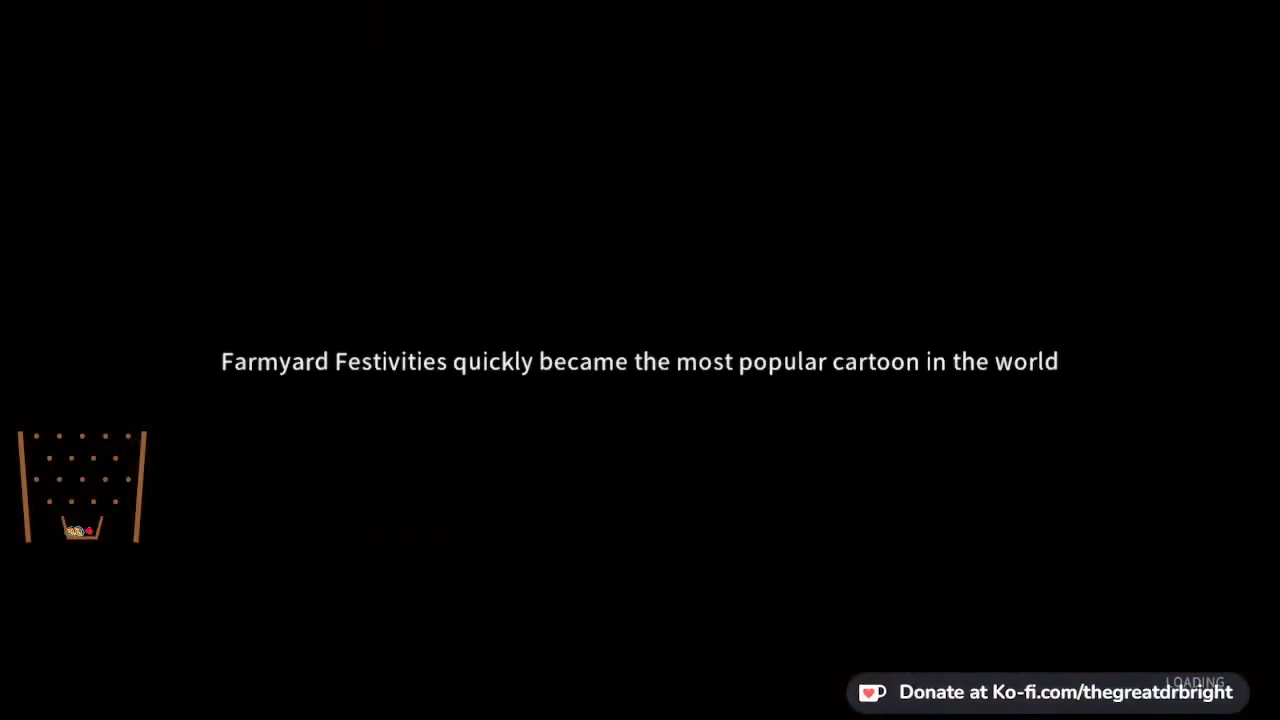 Farmyard Festivities quickly became the most popular cartoon in the world
LOADING
Donate at Ko-fi.com/thegreatdrbright